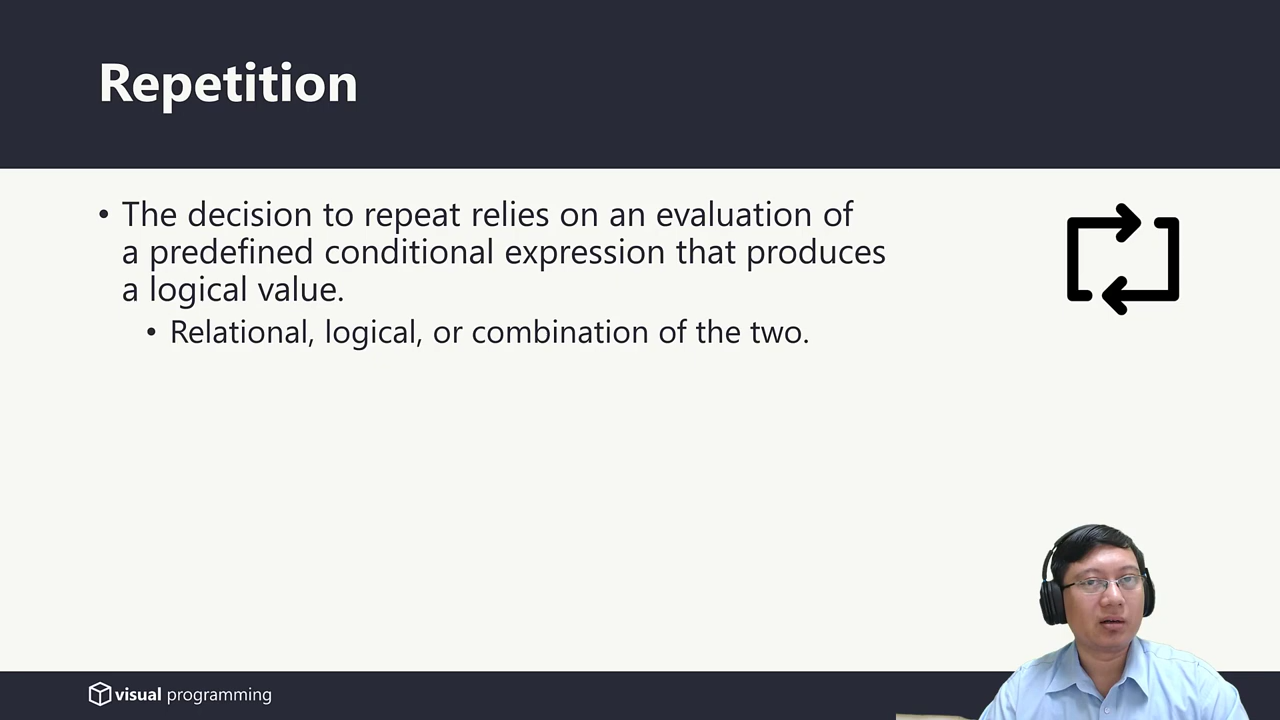 Repetition
• The decision to repeat relies on an evaluation of
a predefined conditional expression that produces
a logical value.
• Relational, logical, or combination of the two.
visual programming